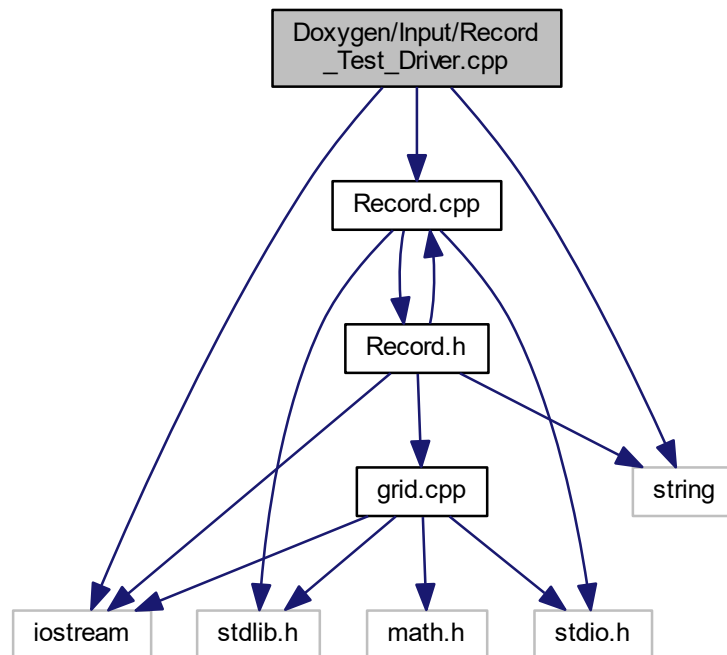 Doxygen/Input/Record
_Test_Driver.cpp
Record.cpp
Record.h
grid.cpp
string
iostream
stdlib.h
math.h
stdio.h